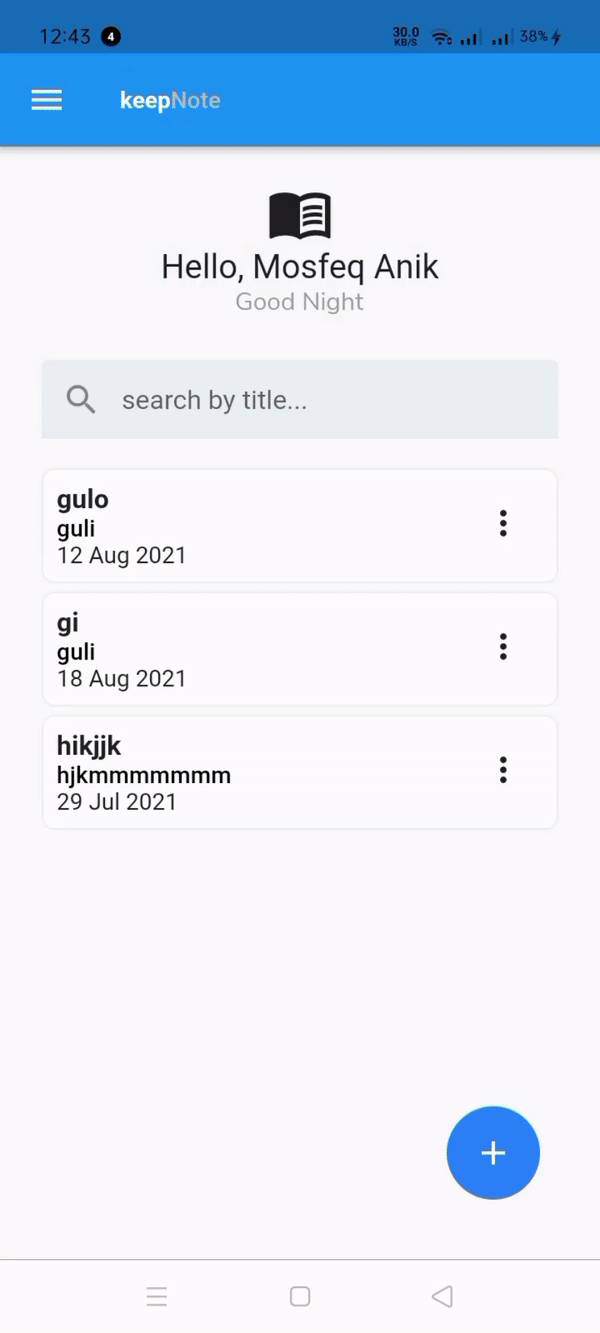 12:43 4 30.0 KB/S 38%
keepNote
Hello, Mosfeq Anik
Good Night
search by title...
gulo
guli
12 Aug 2021
gi
guli
18 Aug 2021
hikjjk
hjkmmmmmmm
29 Jul 2021